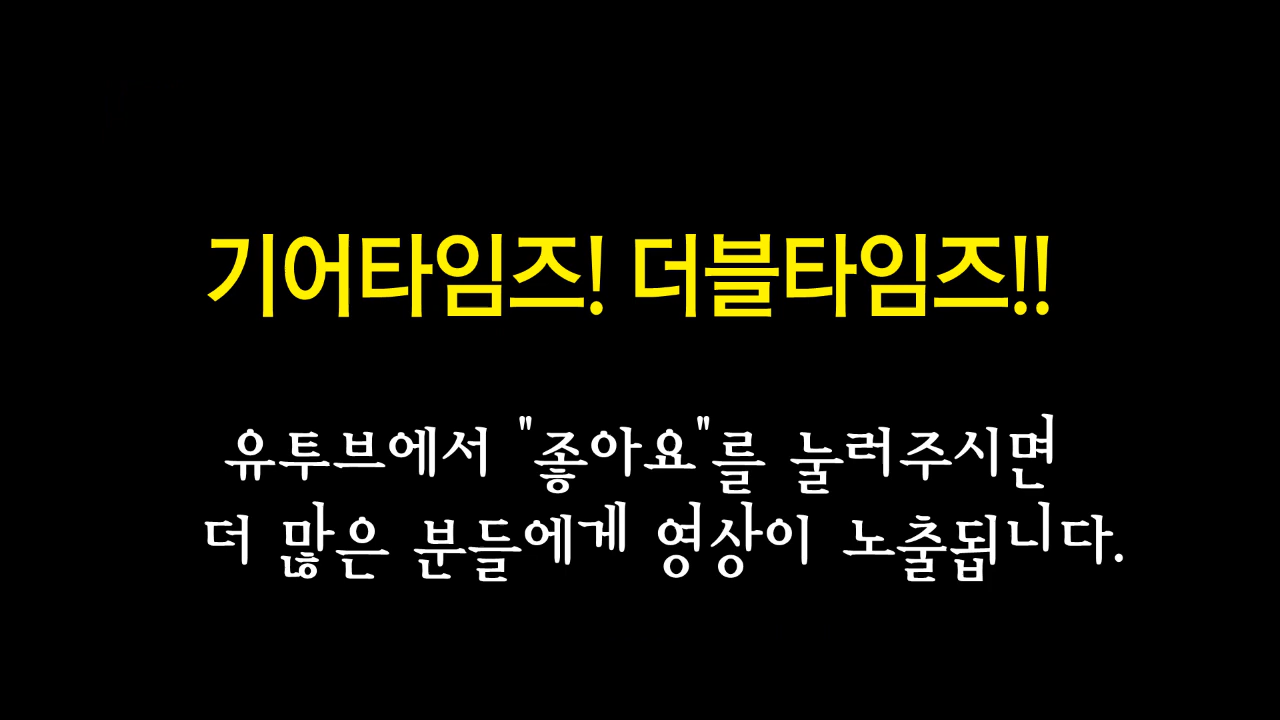 기어타임즈! 더블타임즈!!
유투브에서 "좋아요"를 눌러주시면
더 많은 분들에게 영상이 노출됩니다.